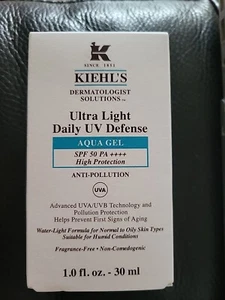 K
SINCE 1851
KIEHL'S
DERMATOLOGIST
SOLUTIONS™
Ultra Light
Daily UV Defense
AQUA GEL
SPF 50 PA ++++
High Protection
ANTI-POLLUTION
UVA
Advanced UVA/UVB Technology and
Pollution Protection
Helps Prevent First Signs of Aging
Water-Light Formula for Normal to Oily Skin Types
Suitable for Humid Conditions
Fragrance-Free • Non-Comedogenic
1.0 fl. oz. - 30 ml